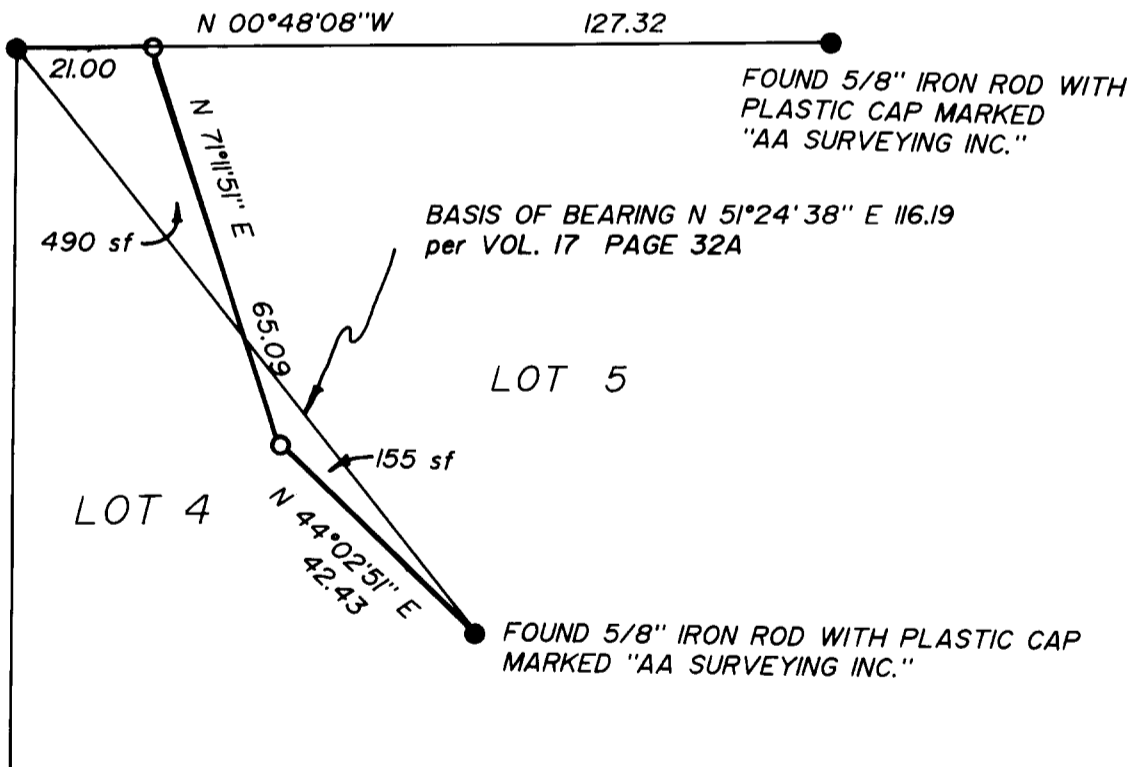 N 00°48'08"W
127.32
21.00
FOUND 5/8" IRON ROD WITH
PLASTIC CAP MARKED
"AA SURVEYING INC."
N 71°11'51" E
65.09
BASIS OF BEARING N 51°24'38" E 116.19
per VOL. 17 PAGE 32A
490 sf
LOT 5
155 sf
LOT 4
N 44°02'51" E
42.43
FOUND 5/8" IRON ROD WITH PLASTIC CAP
MARKED "AA SURVEYING INC."